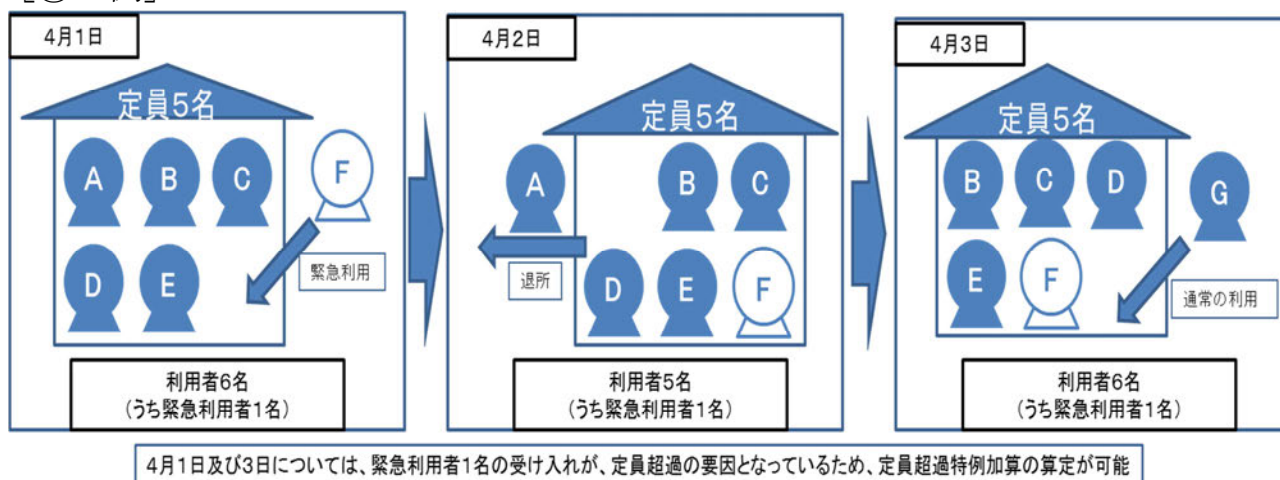 4月1日
定員5名
A B C F
D E
緊急利用
利用者6名
(うち緊急利用者1名)
4月2日
定員5名
A B C
退所
D E F
利用者5名
(うち緊急利用者1名)
4月3日
定員5名
B C D G
E F
通常の利用
利用者6名
(うち緊急利用者1名)
4月1日及び3日については、緊急利用者1名の受け入れが、定員超過の要因となっているため、定員超過特例加算の算定が可能